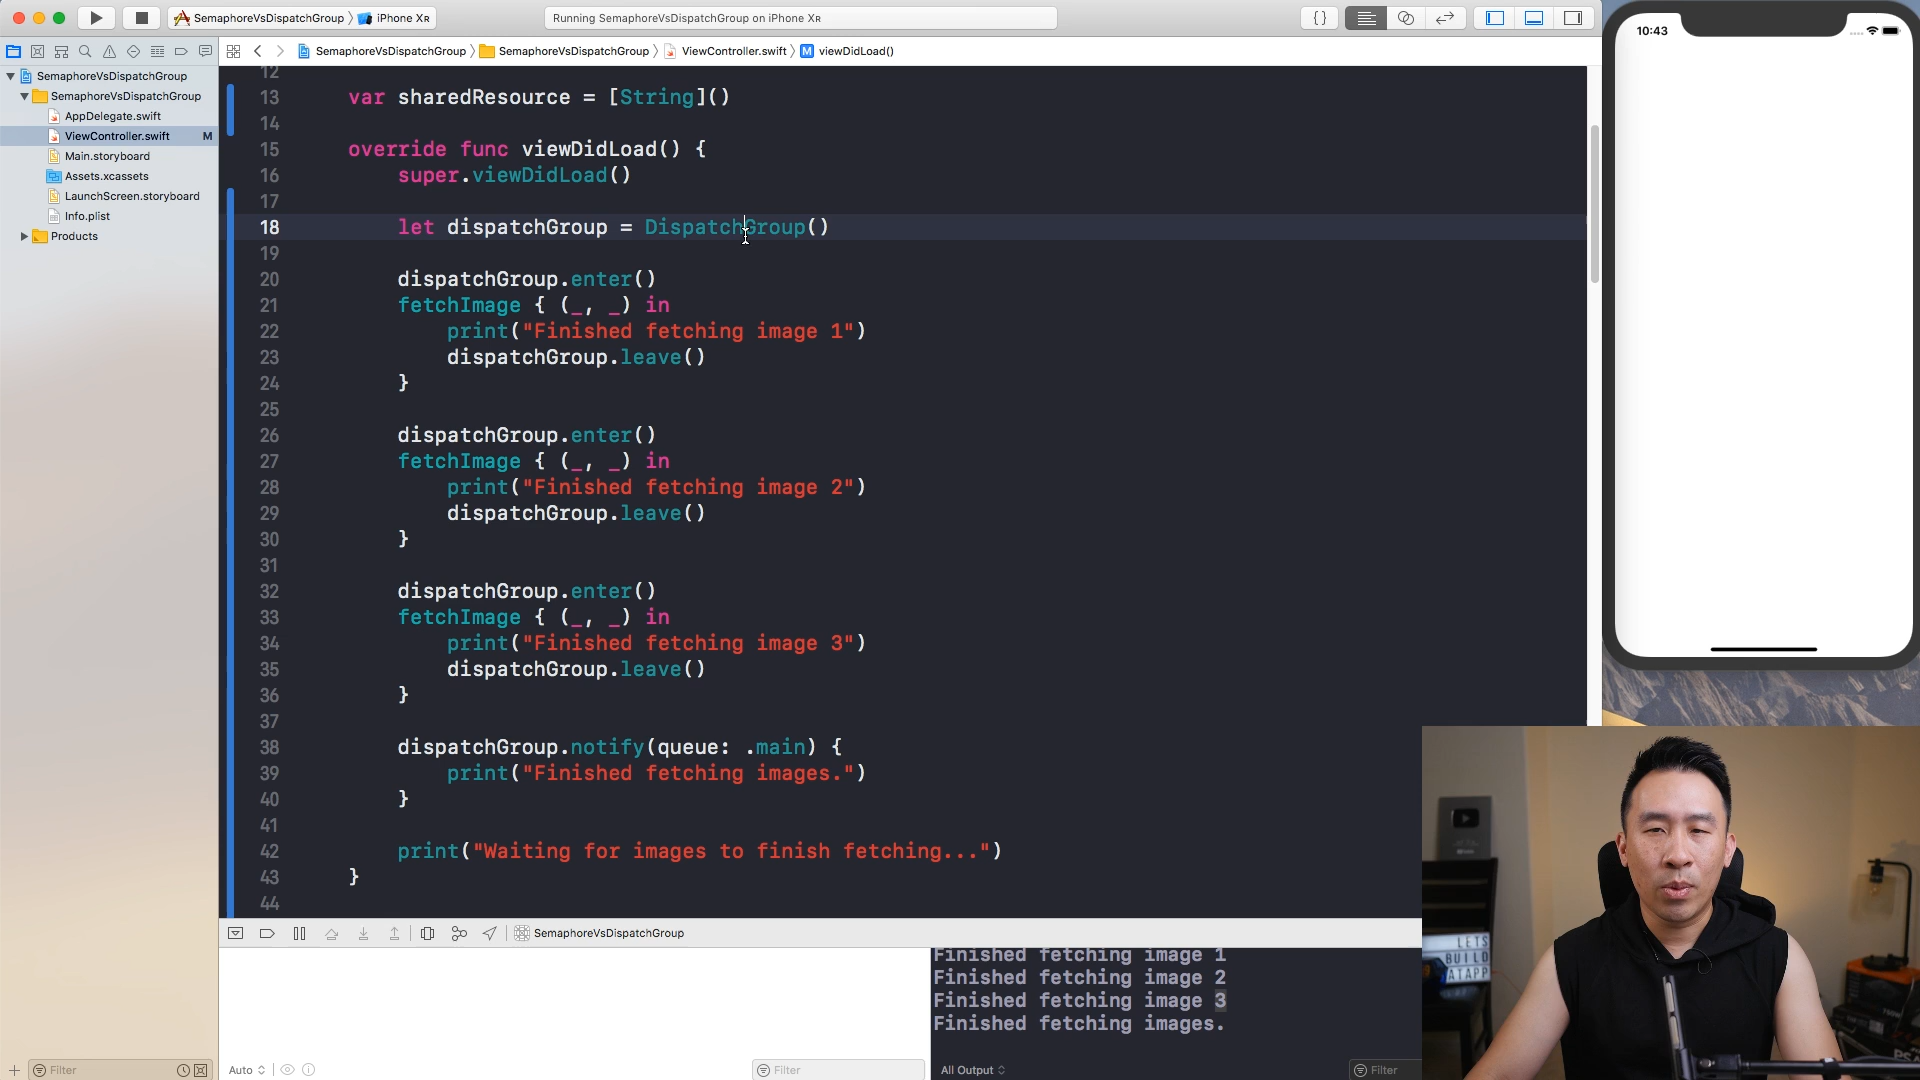 SemaphoreVsDispatchGroup 〉 iPhone Xʀ
Running SemaphoreVsDispatchGroup on iPhone Xʀ
SemaphoreVsDispatchGroup 〉 SemaphoreVsDispatchGroup 〉 ViewController.swift 〉 M viewDidLoad()
SemaphoreVsDispatchGroup
SemaphoreVsDispatchGroup
AppDelegate.swift
ViewController.swift M
Main.storyboard
Assets.xcassets
LaunchScreen.storyboard
Info.plist
Products
Filter
12
13 var sharedResource = [String]()
14
15 override func viewDidLoad() {
16 super.viewDidLoad()
17
18 let dispatchGroup = DispatchGroup()
19
20 dispatchGroup.enter()
21 fetchImage { (_, _) in
22 print("Finished fetching image 1")
23 dispatchGroup.leave()
24 }
25
26 dispatchGroup.enter()
27 fetchImage { (_, _) in
28 print("Finished fetching image 2")
29 dispatchGroup.leave()
30 }
31
32 dispatchGroup.enter()
33 fetchImage { (_, _) in
34 print("Finished fetching image 3")
35 dispatchGroup.leave()
36 }
37
38 dispatchGroup.notify(queue: .main) {
39 print("Finished fetching images.")
40 }
41
42 print("Waiting for images to finish fetching...")
43 }
44
SemaphoreVsDispatchGroup
Auto
Filter
Finished fetching image 1
Finished fetching image 2
Finished fetching image 3
Finished fetching images.
All Output
Filter
10:43
LETS
BUILD
ATAPP